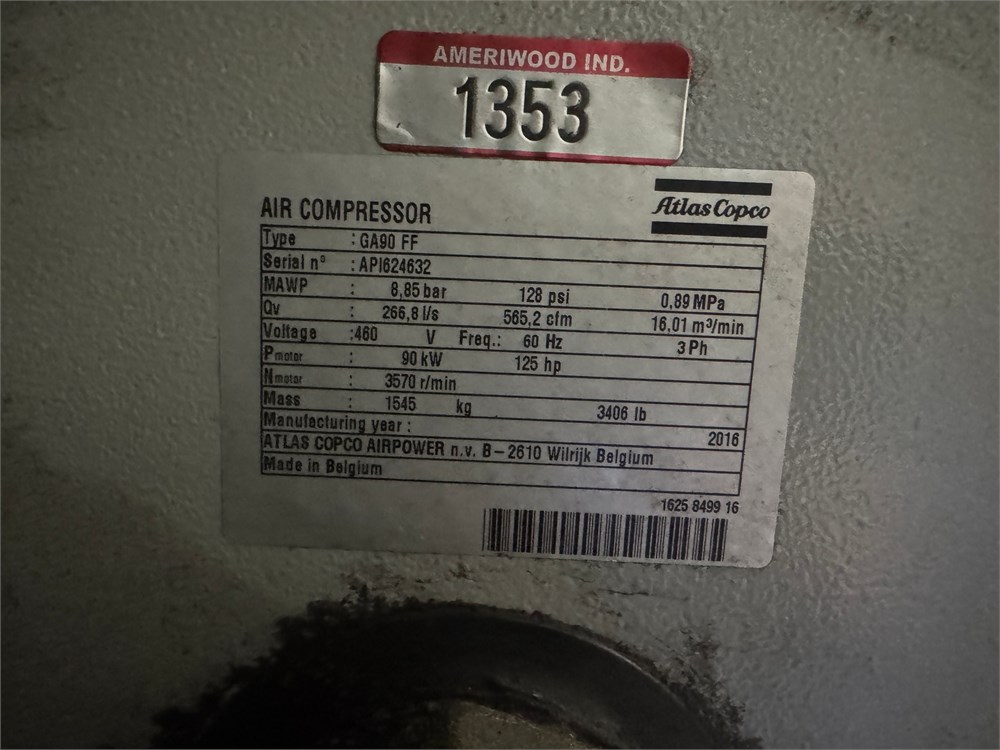 AMERIWOOD IND.
1353
Atlas Copco
AIR COMPRESSOR
Type : GA90 FF
Serial n° : API624632
MAWP : 8,85 bar 128 psi 0,89 MPa
Qv : 266,8 l/s 565,2 cfm 16,01 m³/min
Voltage :460 V Freq.: 60 Hz 3 Ph
Pmotor : 90 kW 125 hp
Nmotor : 3570 r/min
Mass : 1545 kg 3406 lb
Manufacturing year : 2016
ATLAS COPCO AIRPOWER n.v. B-2610 Wilrijk Belgium
Made in Belgium
1625 8499 16